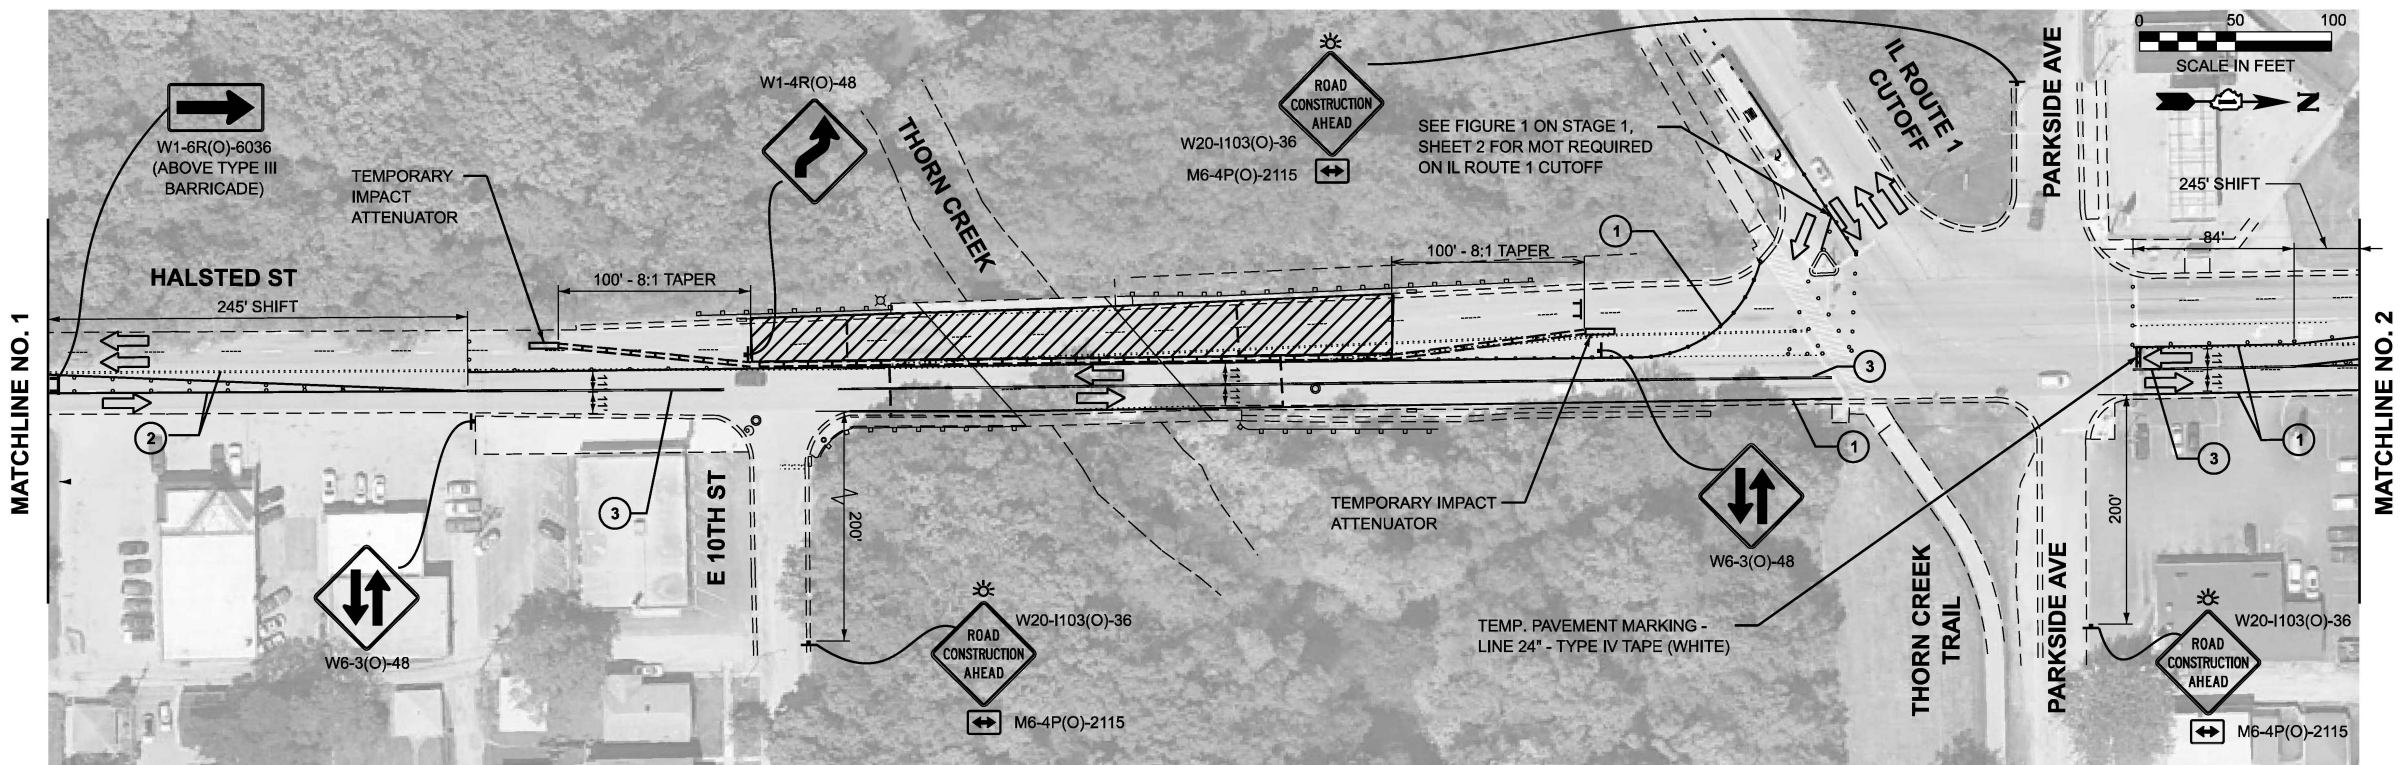 0 50 100
SCALE IN FEET
N
MATCHLINE NO. 1
W1-6R(O)-6036
(ABOVE TYPE III
BARRICADE)
HALSTED ST
245' SHIFT
TEMPORARY
IMPACT
ATTENUATOR
100' - 8:1 TAPER
W1-4R(O)-48
THORN CREEK
ROAD
CONSTRUCTION
AHEAD
W20-I103(O)-36
M6-4P(O)-2115
SEE FIGURE 1 ON STAGE 1,
SHEET 2 FOR MOT REQUIRED
ON IL ROUTE 1 CUTOFF
100' - 8:1 TAPER
1
IL ROUTE 1
CUTOFF
PARKSIDE AVE
245' SHIFT
84'
2
11'
11'
3
W6-3(O)-48
E 10TH ST
200'
ROAD
CONSTRUCTION
AHEAD
W20-I103(O)-36
M6-4P(O)-2115
11'
11'
TEMPORARY IMPACT
ATTENUATOR
W6-3(O)-48
3
1
TEMP. PAVEMENT MARKING -
LINE 24" - TYPE IV TAPE (WHITE)
THORN CREEK
TRAIL
PARKSIDE AVE
11'
11'
3
1
200'
ROAD
CONSTRUCTION
AHEAD
W20-I103(O)-36
M6-4P(O)-2115
MATCHLINE NO. 2